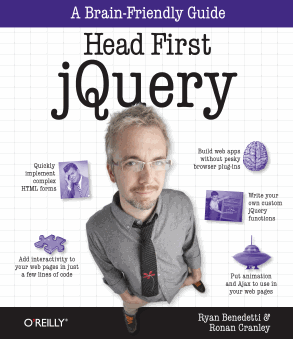 A Brain-Friendly Guide
Head First
jQuery
Build web apps
without pesky
browser plug-ins
Quickly
implement
complex
HTML forms
Write your
own custom
jQuery
functions
Add interactivity to
your web pages in just
a few lines of code
Put animation
and Ajax to use in
your web pages
O'REILLY®
Ryan Benedetti &
Ronan Cranley